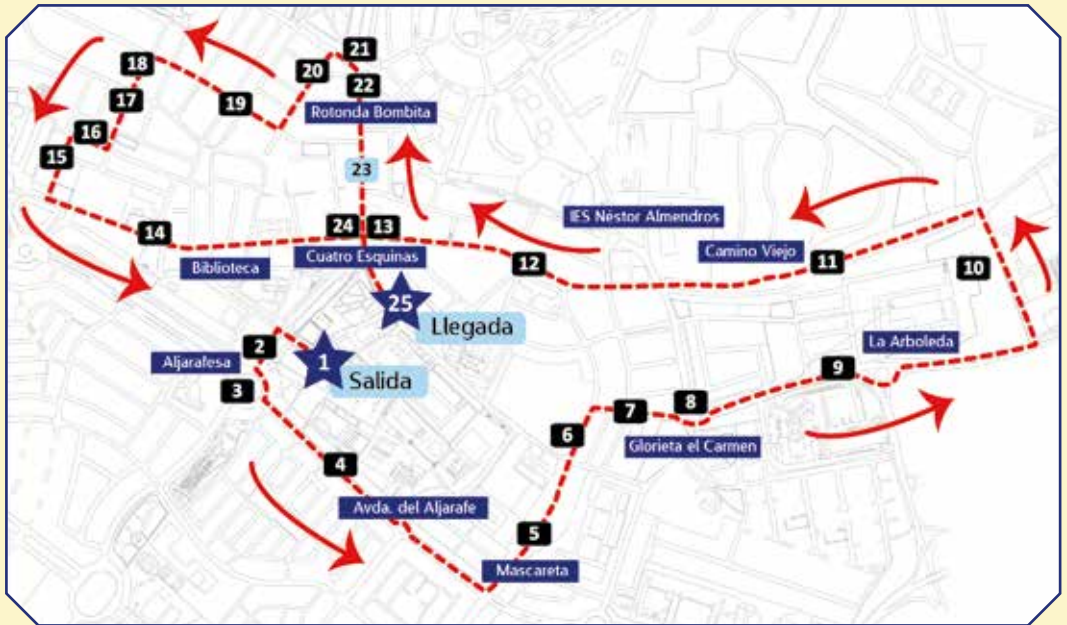 21
18
20
22
17
19
Rotonda Bombita
16
15
23
IES Néstor Almendros
24
13
14
Camino Viejo
Cuatro Esquinas
Biblioteca
12
11
10
25
Llegada
2
La Arboleda
Aljarafesa
1
Salida
3
9
8
7
6
Glorieta el Carmen
4
Avda. del Aljarafe
5
Mascareta